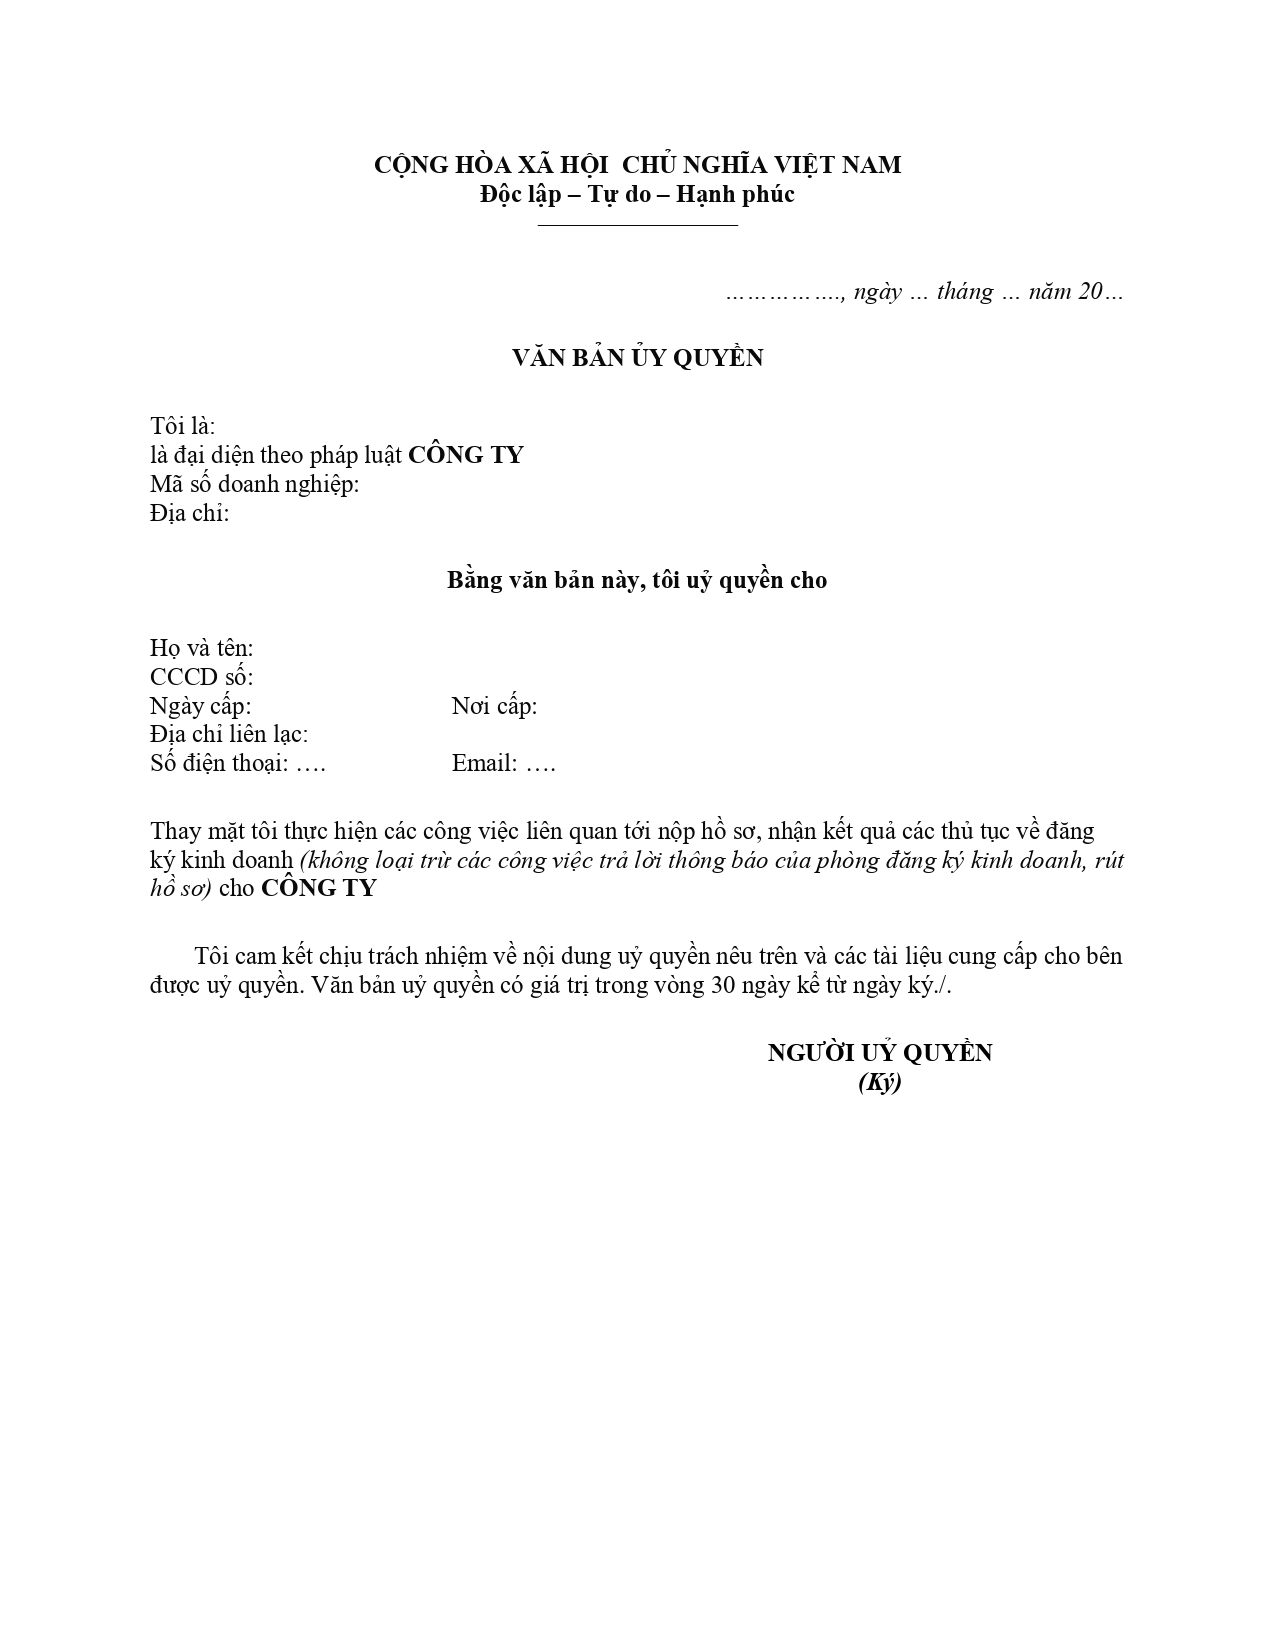 CỘNG HÒA XÃ HỘI  CHỦ NGHĨA VIỆT NAM
Độc lập – Tự do – Hạnh phúc
……………., ngày … tháng … năm 20…
VĂN BẢN ỦY QUYỀN
Tôi là:
là đại diện theo pháp luật CÔNG TY
Mã số doanh nghiệp:
Địa chỉ:
Bằng văn bản này, tôi uỷ quyền cho
Họ và tên:
CCCD số:
Ngày cấp: Nơi cấp:
Địa chỉ liên lạc:
Số điện thoại: …. Email: ….
Thay mặt tôi thực hiện các công việc liên quan tới nộp hồ sơ, nhận kết quả các thủ tục về đăng
ký kinh doanh (không loại trừ các công việc trả lời thông báo của phòng đăng ký kinh doanh, rút
hồ sơ) cho CÔNG TY
Tôi cam kết chịu trách nhiệm về nội dung uỷ quyền nêu trên và các tài liệu cung cấp cho bên
được uỷ quyền. Văn bản uỷ quyền có giá trị trong vòng 30 ngày kể từ ngày ký./.
NGƯỜI UỶ QUYỀN
(Ký)